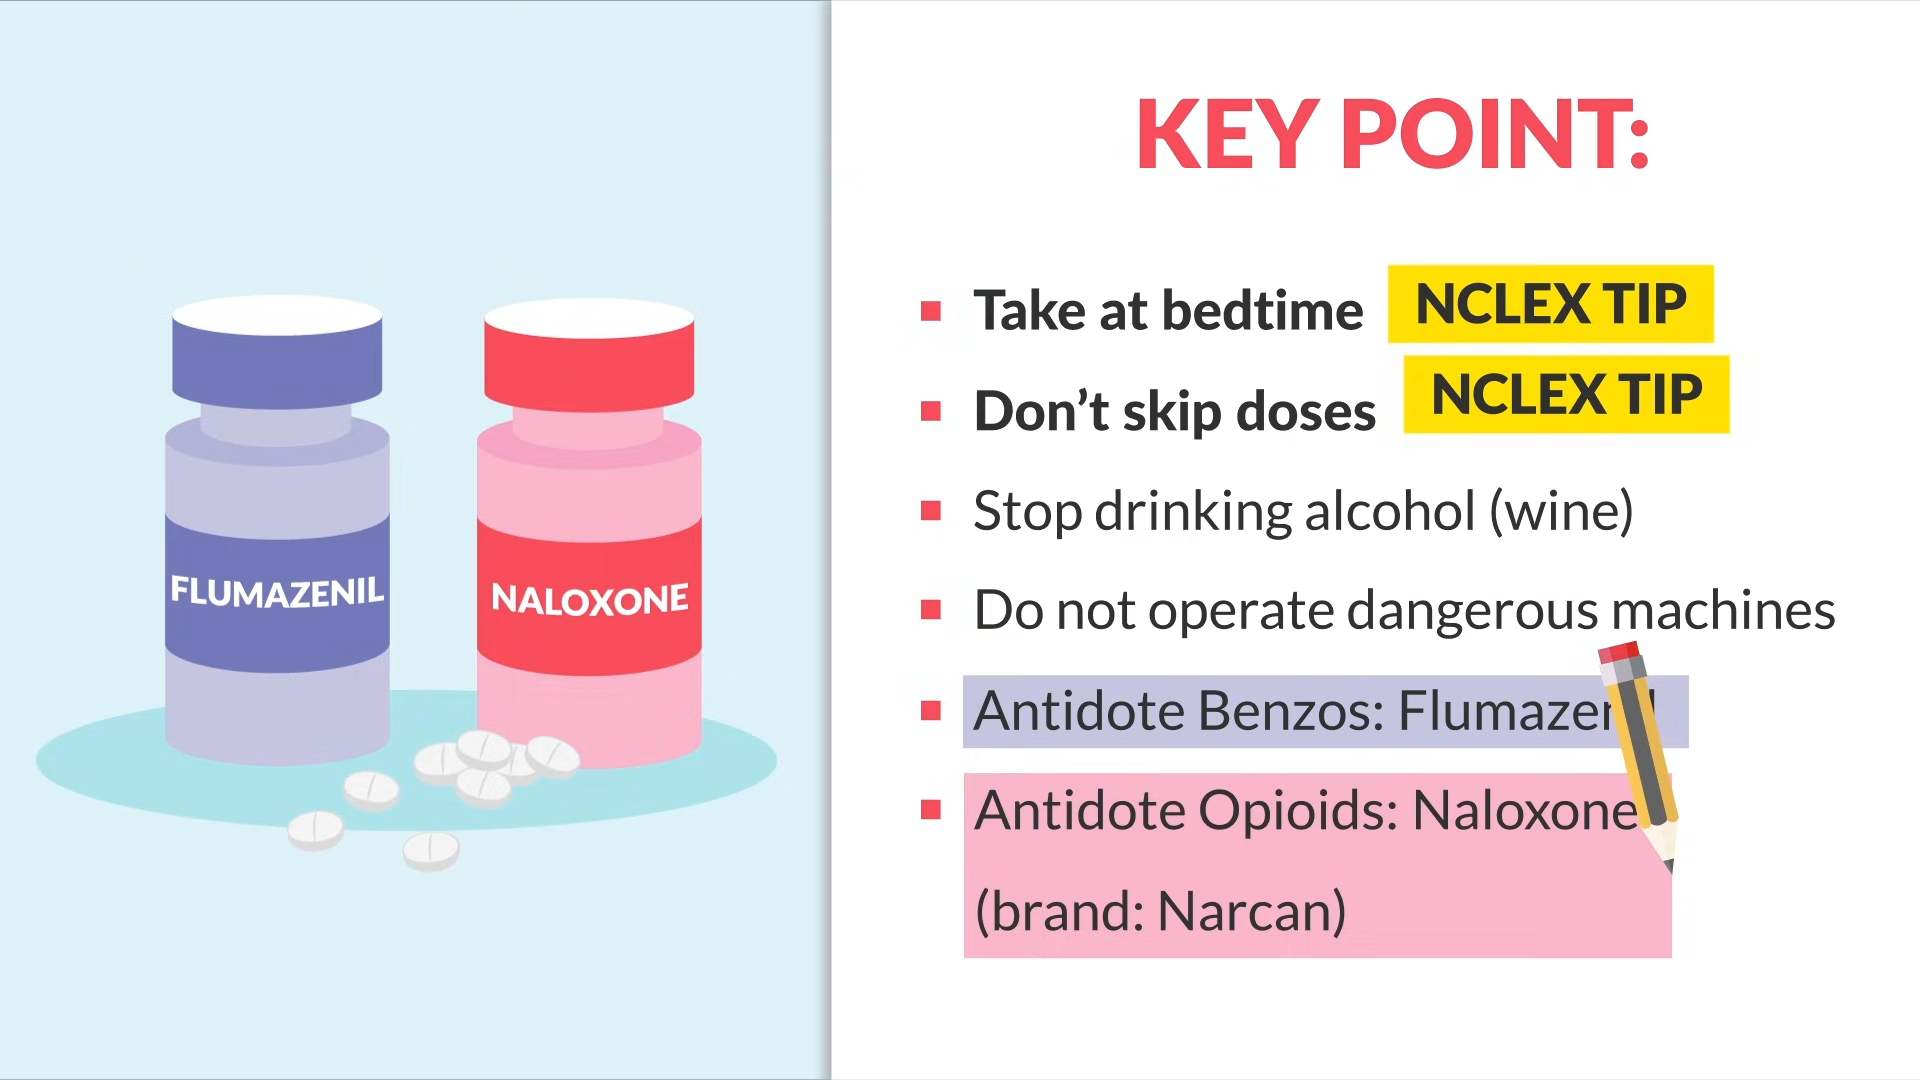 FLUMAZENIL
NALOXONE
KEY POINT:
Take at bedtime NCLEX TIP
Don’t skip doses NCLEX TIP
Stop drinking alcohol (wine)
Do not operate dangerous machines
Antidote Benzos: Flumazenil
Antidote Opioids: Naloxone
(brand: Narcan)